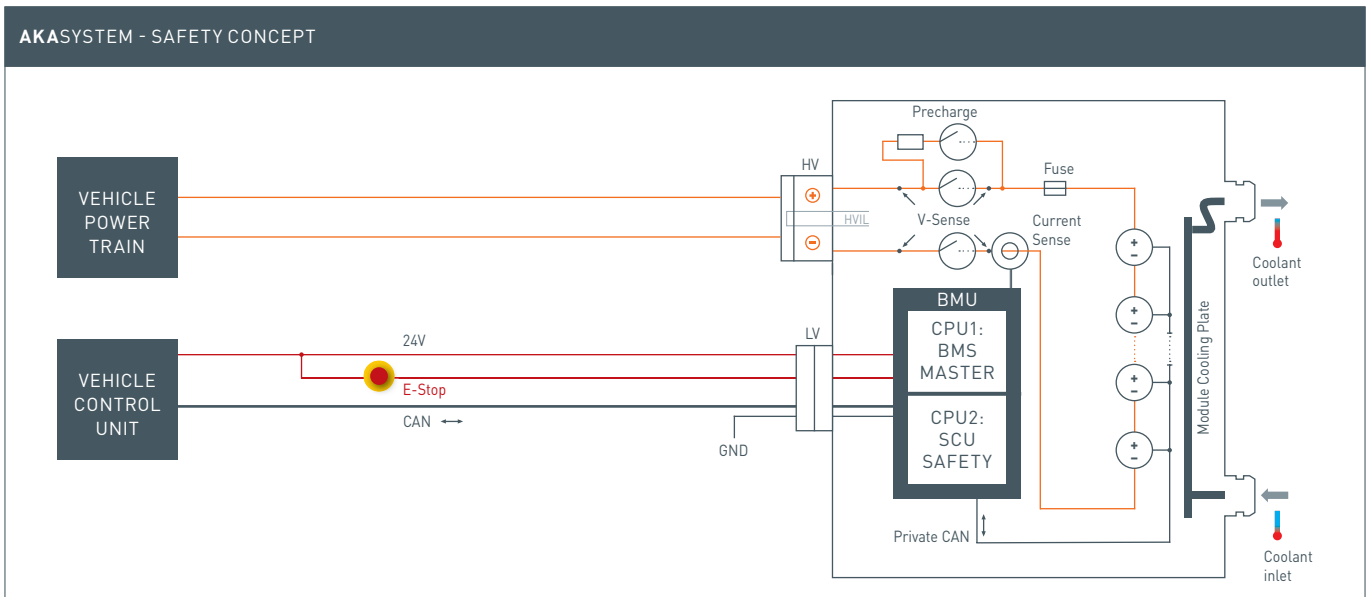 AKASYSTEM - SAFETY CONCEPT
VEHICLE
POWER
TRAIN
HV
+
HVIL
−
Precharge
Fuse
V-Sense
Current
Sense
+
−
+
−
+
−
+
−
Module Cooling Plate
Coolant
outlet
Coolant
inlet
VEHICLE
CONTROL
UNIT
24V
E-Stop
CAN
GND
LV
BMU
CPU1:
BMS
MASTER
CPU2:
SCU
SAFETY
Private CAN